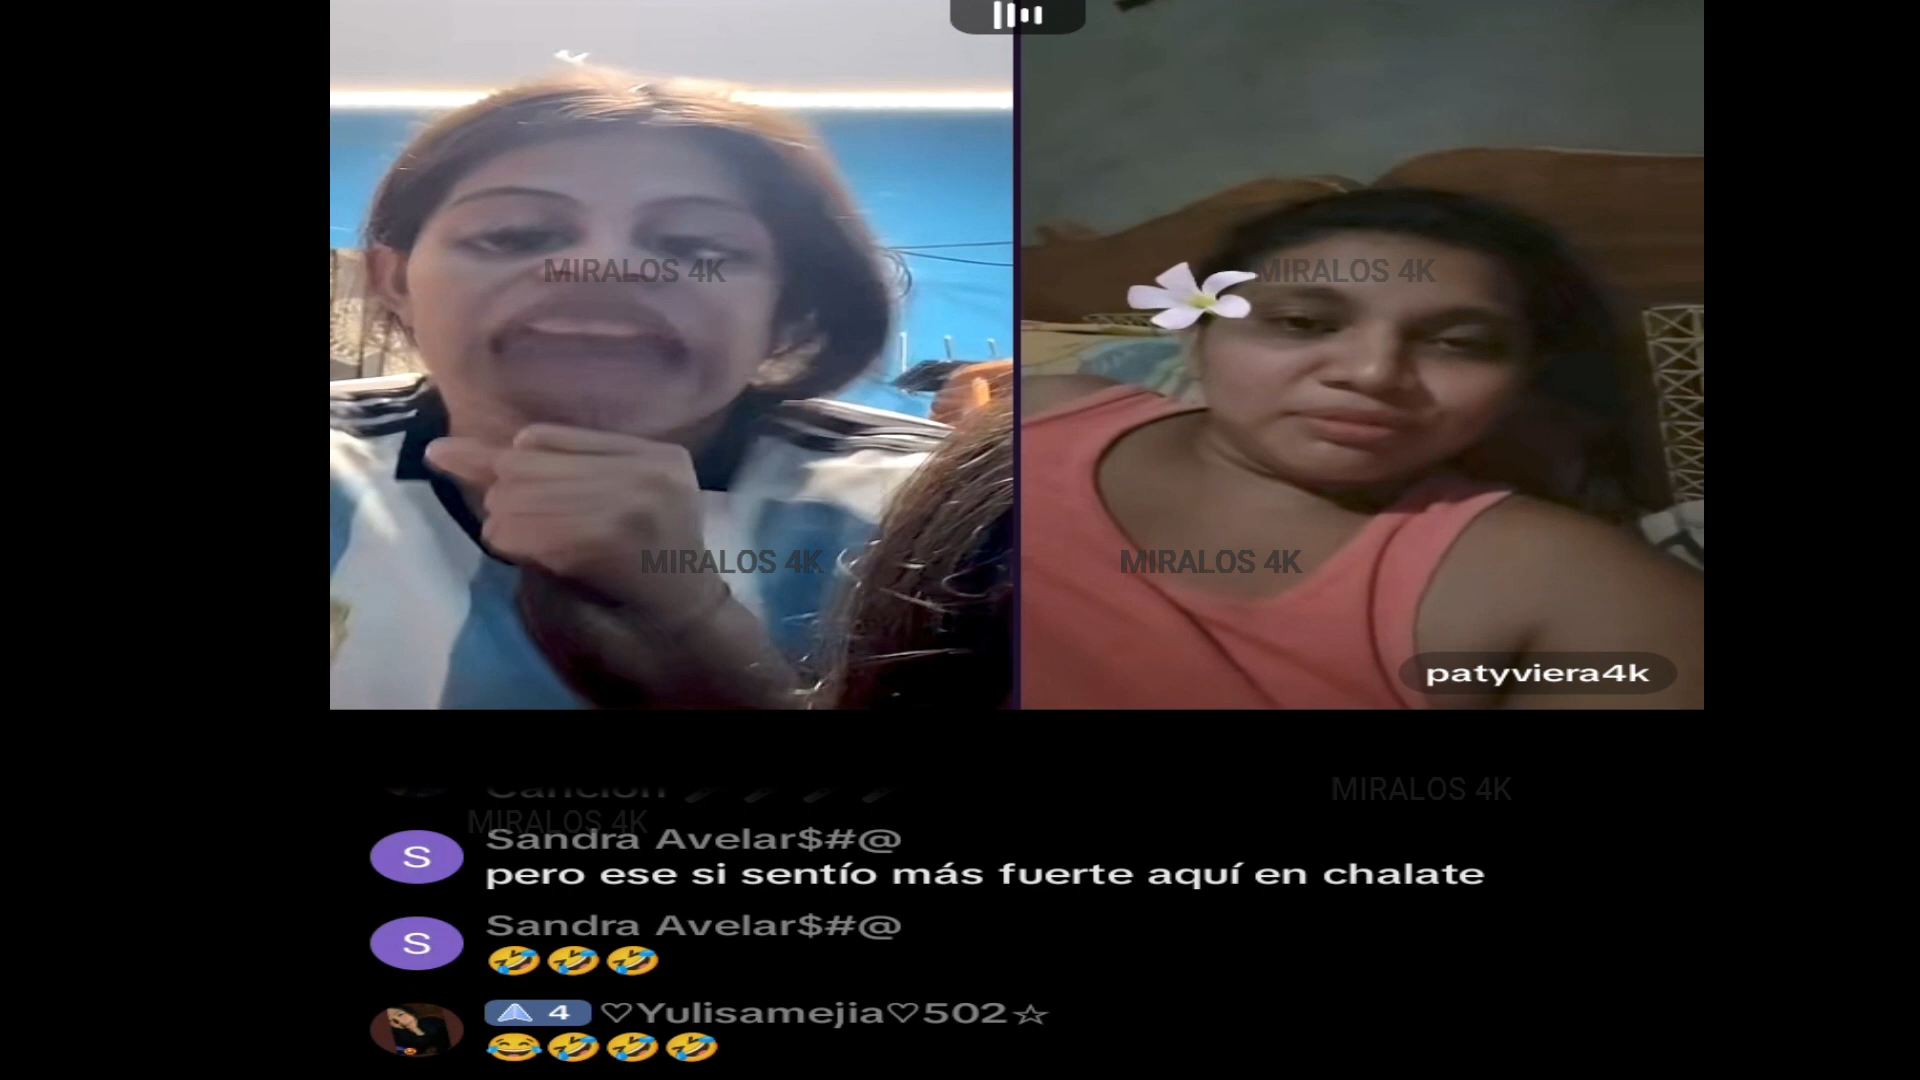 MIRALOS 4K
MIRALOS 4K
MIRALOS 4K
MIRALOS 4K
patyviera4k
Canción
MIRALOS 4K
MIRALOS 4K
S
Sandra Avelar$#@
pero ese si sentío más fuerte aquí en chalate
S
Sandra Avelar$#@
🤣🤣🤣
4 ♡Yulisamejia♡502☆
😂🤣🤣🤣